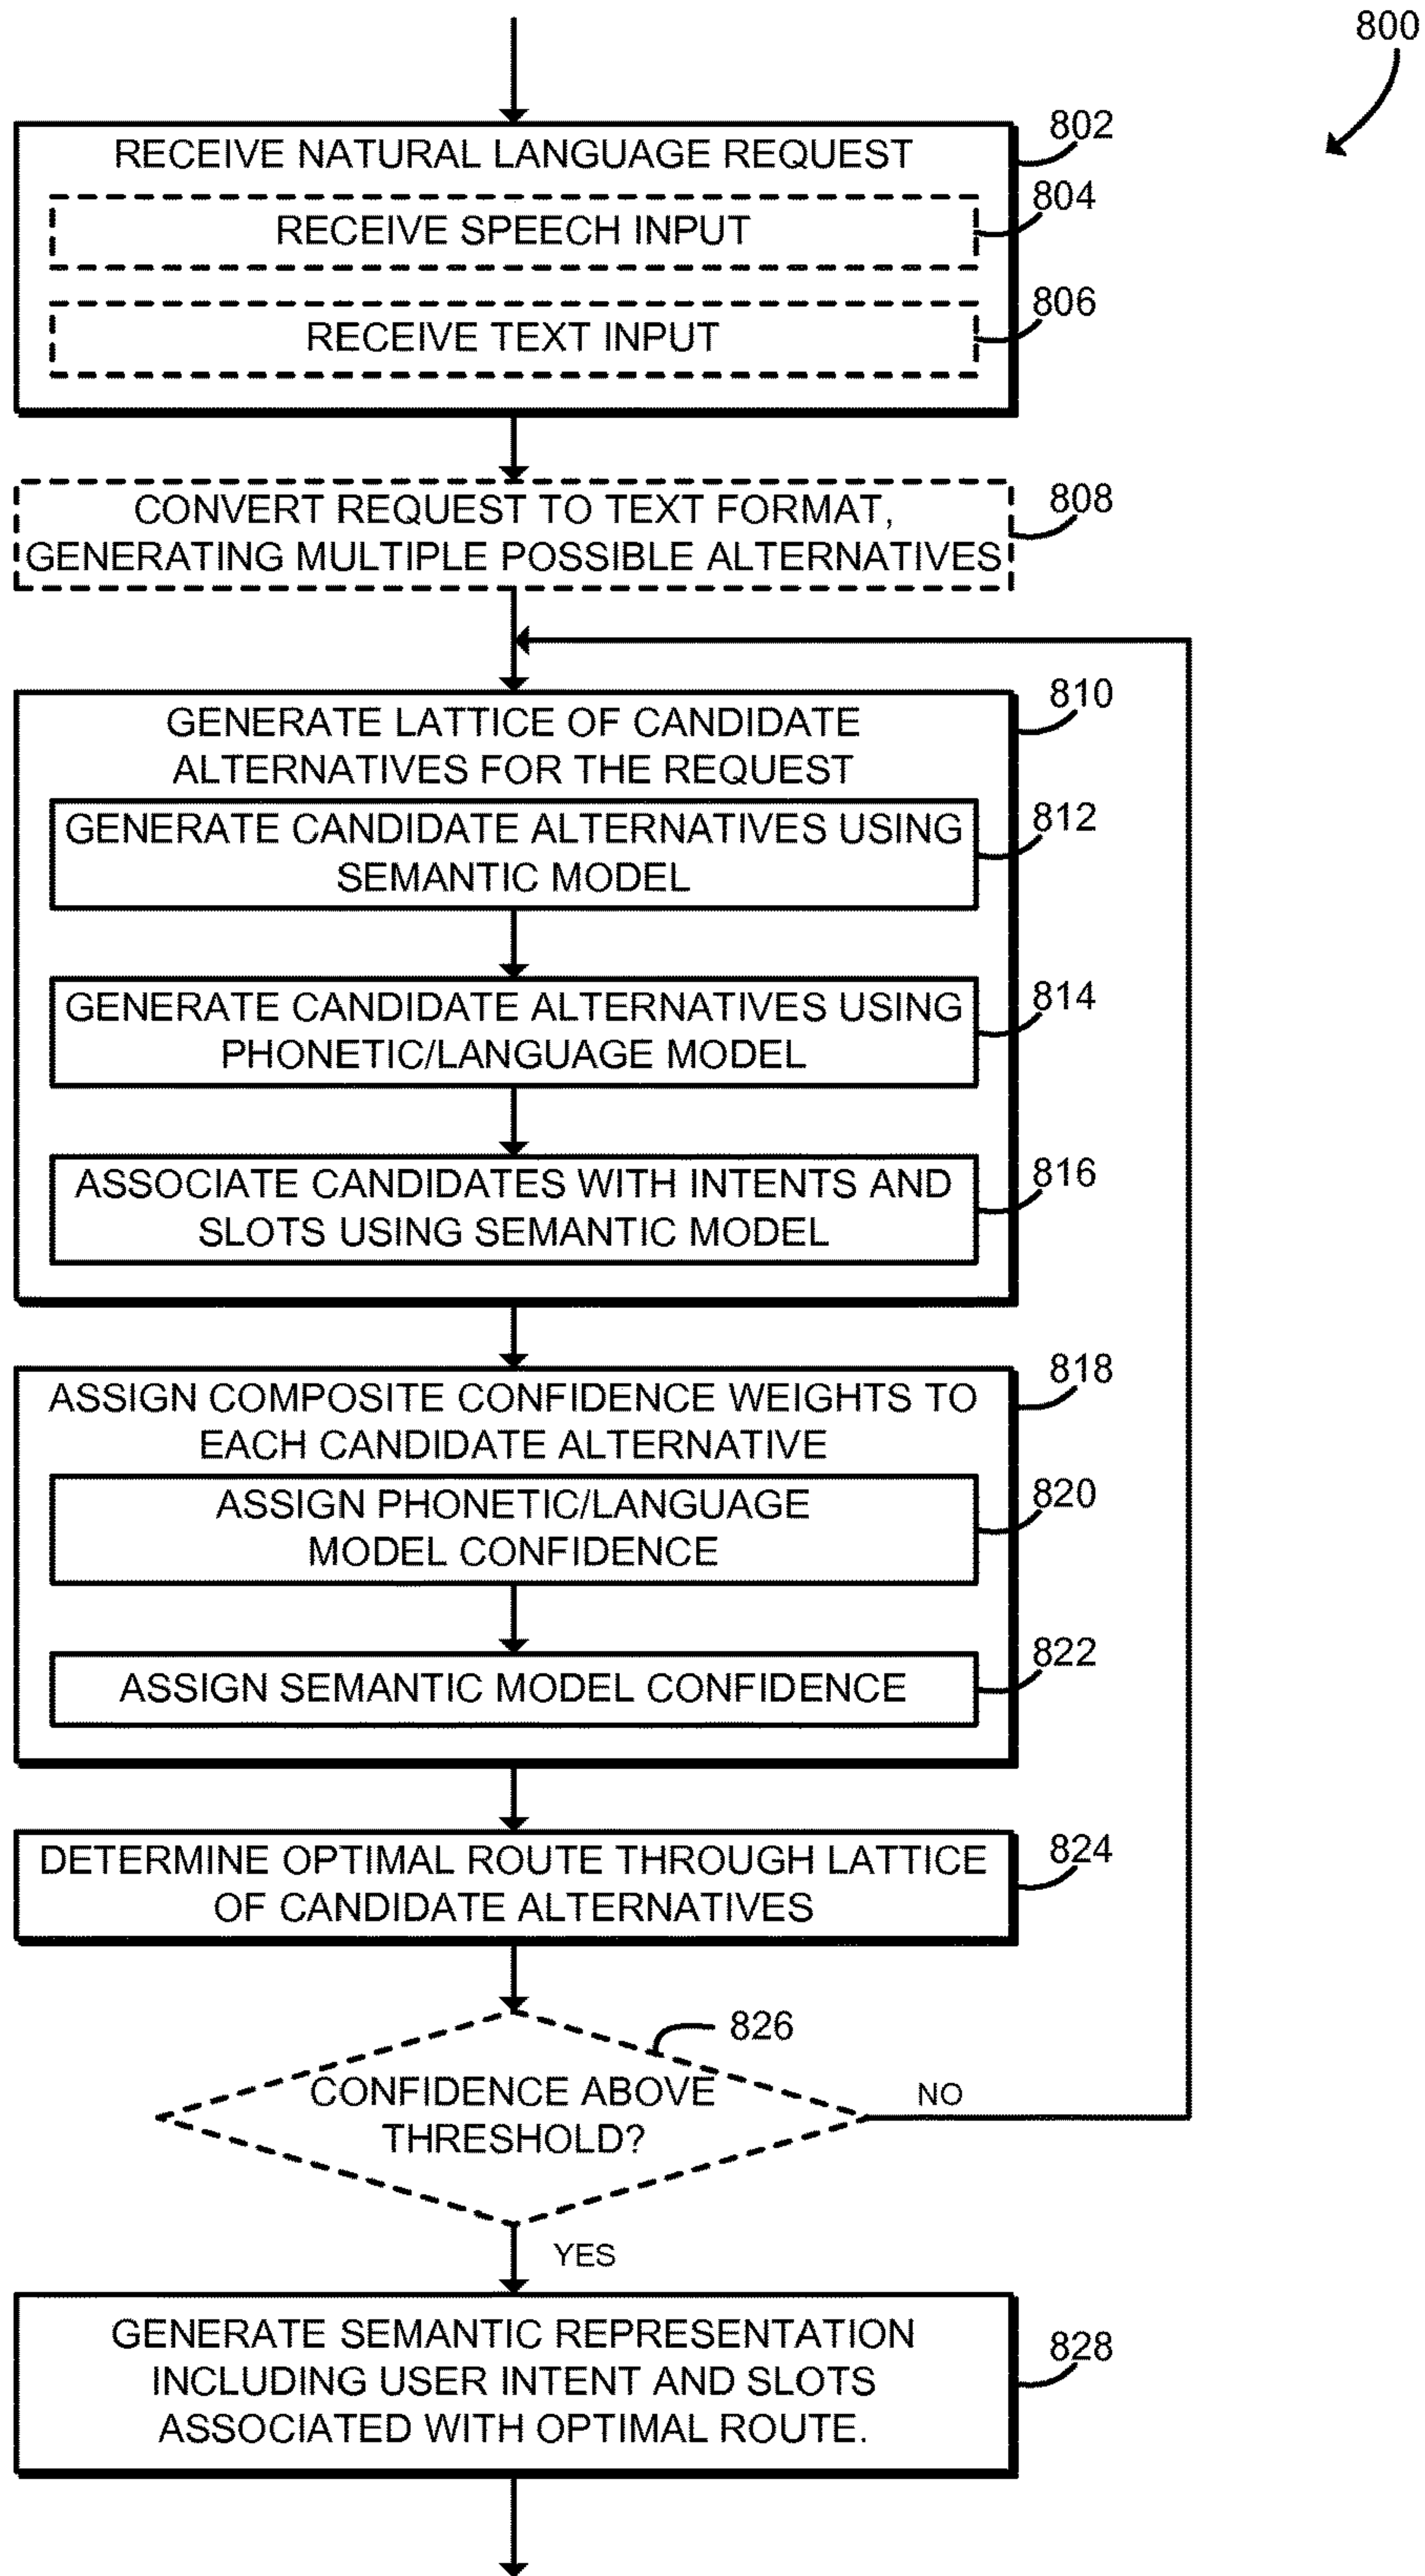 800
RECEIVE NATURAL LANGUAGE REQUEST
802
RECEIVE SPEECH INPUT
804
RECEIVE TEXT INPUT
806
CONVERT REQUEST TO TEXT FORMAT,
GENERATING MULTIPLE POSSIBLE ALTERNATIVES
808
GENERATE LATTICE OF CANDIDATE
ALTERNATIVES FOR THE REQUEST
810
GENERATE CANDIDATE ALTERNATIVES USING
SEMANTIC MODEL
812
GENERATE CANDIDATE ALTERNATIVES USING
PHONETIC/LANGUAGE MODEL
814
ASSOCIATE CANDIDATES WITH INTENTS AND
SLOTS USING SEMANTIC MODEL
816
ASSIGN COMPOSITE CONFIDENCE WEIGHTS TO
EACH CANDIDATE ALTERNATIVE
818
ASSIGN PHONETIC/LANGUAGE
MODEL CONFIDENCE
820
ASSIGN SEMANTIC MODEL CONFIDENCE
822
DETERMINE OPTIMAL ROUTE THROUGH LATTICE
OF CANDIDATE ALTERNATIVES
824
826
CONFIDENCE ABOVE
THRESHOLD?
NO
YES
GENERATE SEMANTIC REPRESENTATION
INCLUDING USER INTENT AND SLOTS
ASSOCIATED WITH OPTIMAL ROUTE.
828